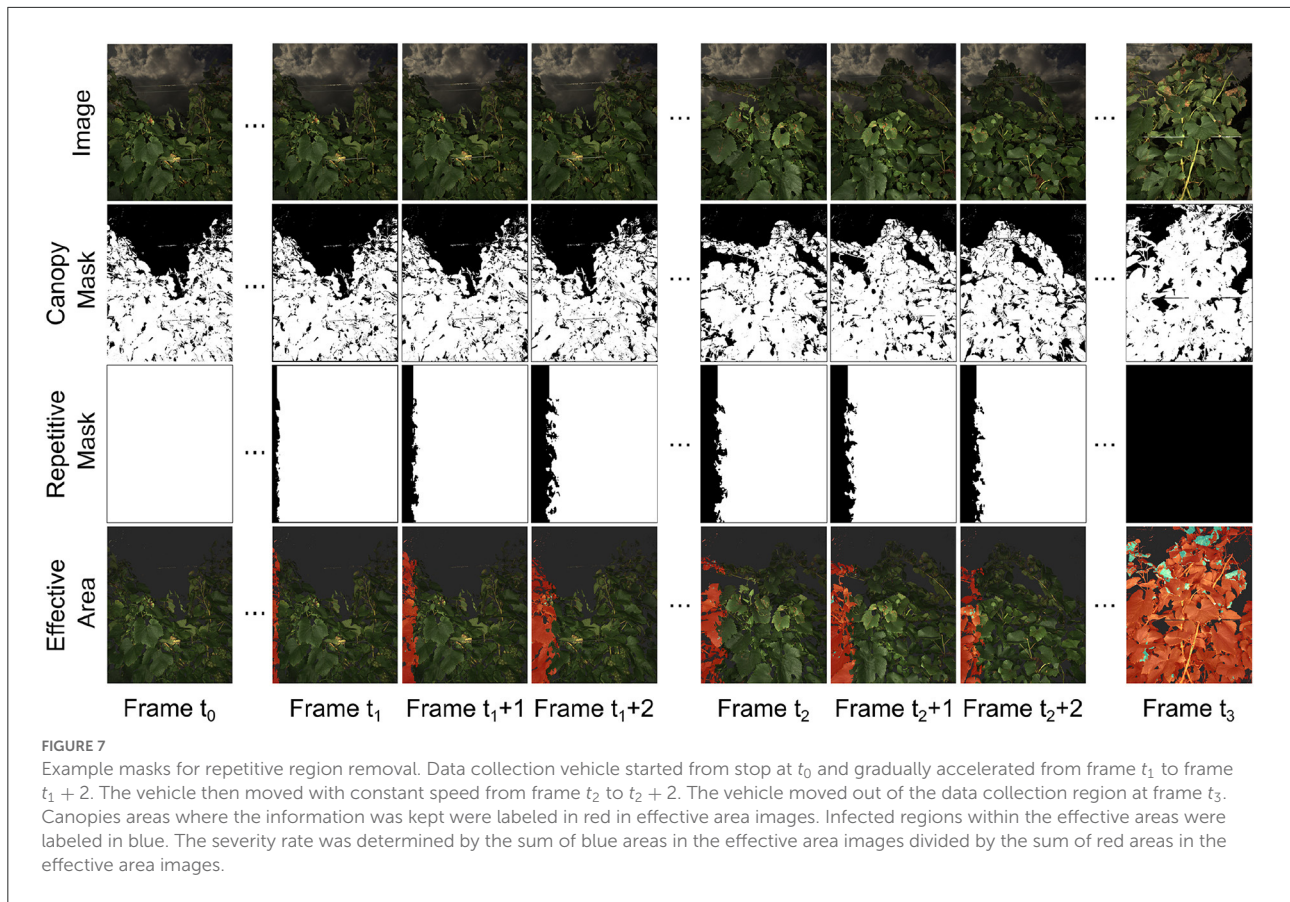 Image
... ... ...
Canopy
Mask
... ... ...
Repetitive
Mask
... ... ...
Effective
Area
... ... ...
Frame t₀ Frame t₁ Frame t₁+1 Frame t₁+2 Frame t₂ Frame t₂+1 Frame t₂+2 Frame t₃
FIGURE 7
Example masks for repetitive region removal. Data collection vehicle started from stop at t₀ and gradually accelerated from frame t₁ to frame
t₁ + 2. The vehicle then moved with constant speed from frame t₂ to t₂ + 2. The vehicle moved out of the data collection region at frame t₃.
Canopies areas where the information was kept were labeled in red in effective area images. Infected regions within the effective areas were
labeled in blue. The severity rate was determined by the sum of blue areas in the effective area images divided by the sum of red areas in the
effective area images.